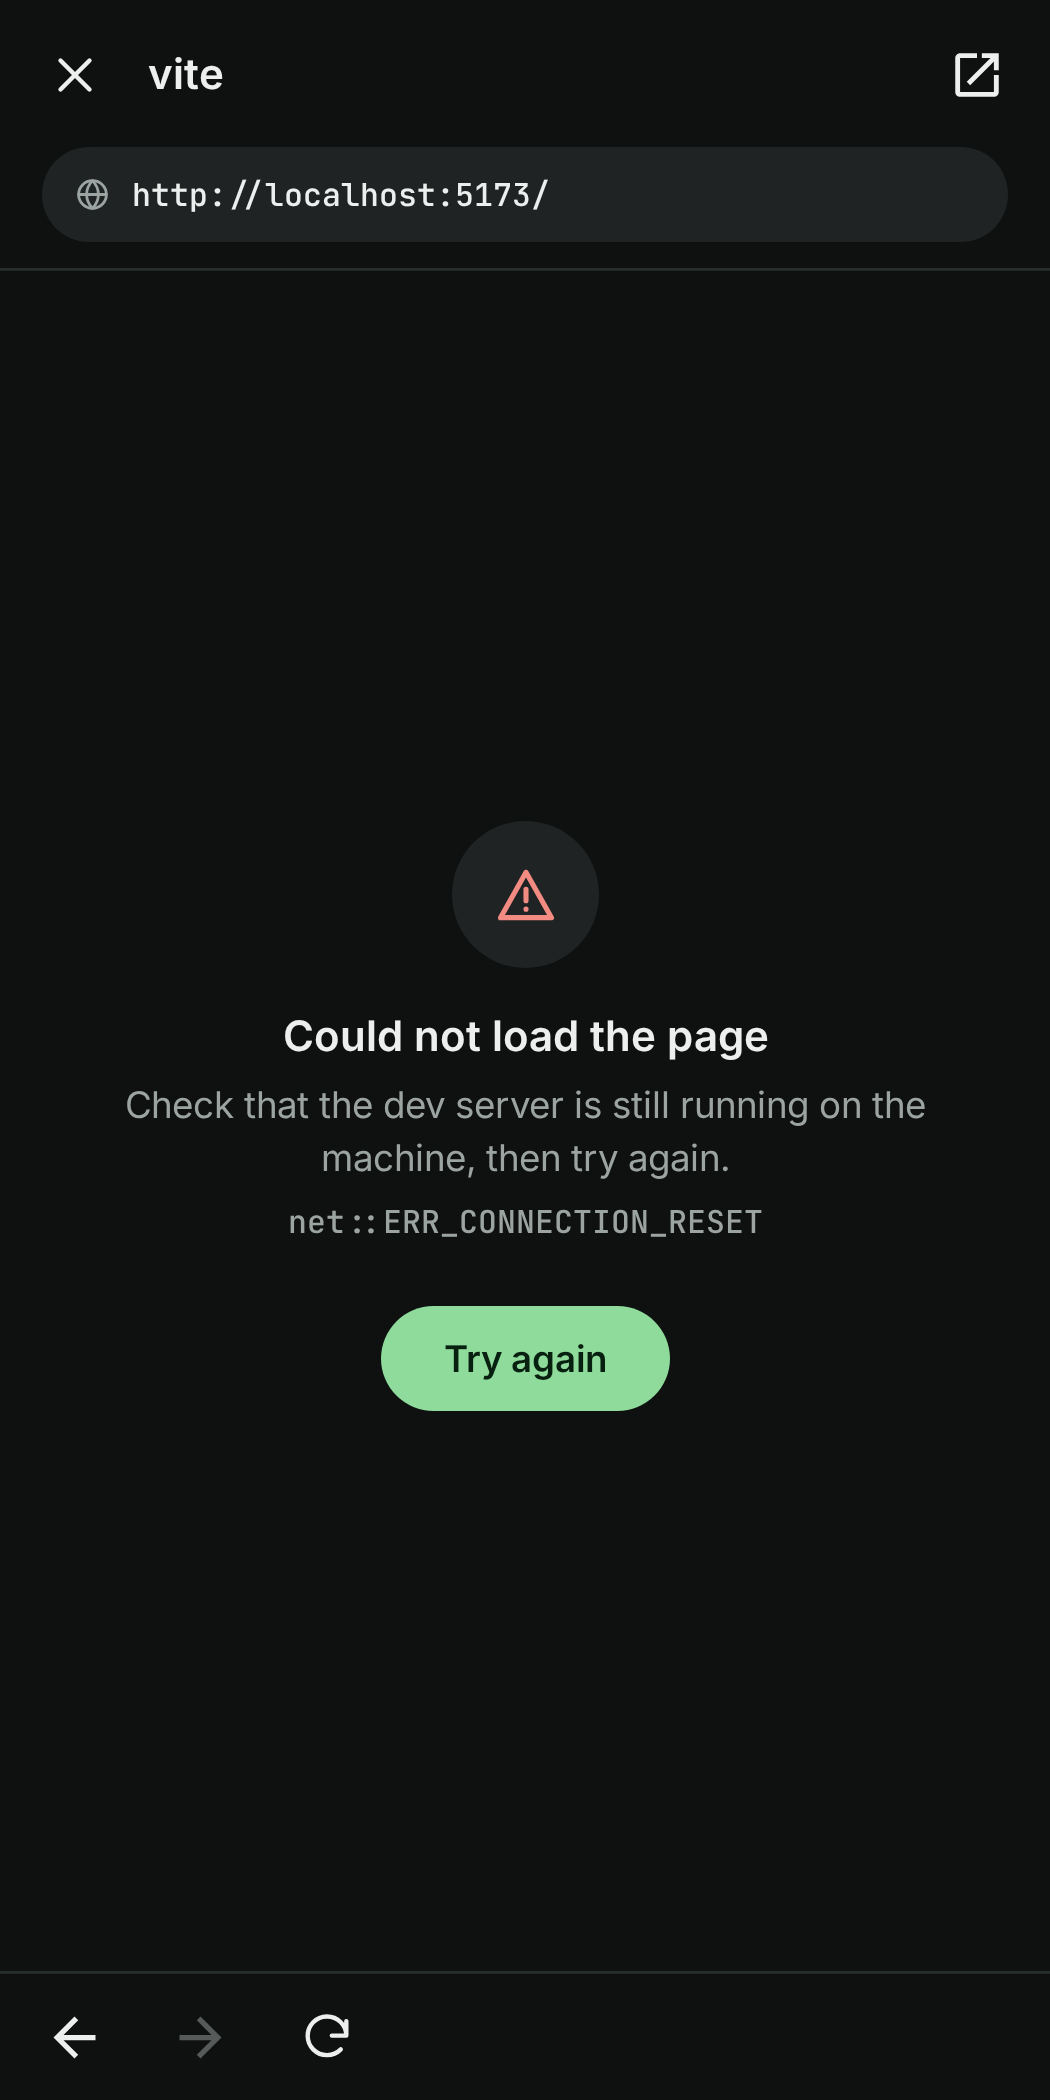 vite
http://localhost:5173/
Could not load the page
Check that the dev server is still running on the
machine, then try again.
net::ERR_CONNECTION_RESET
Try again